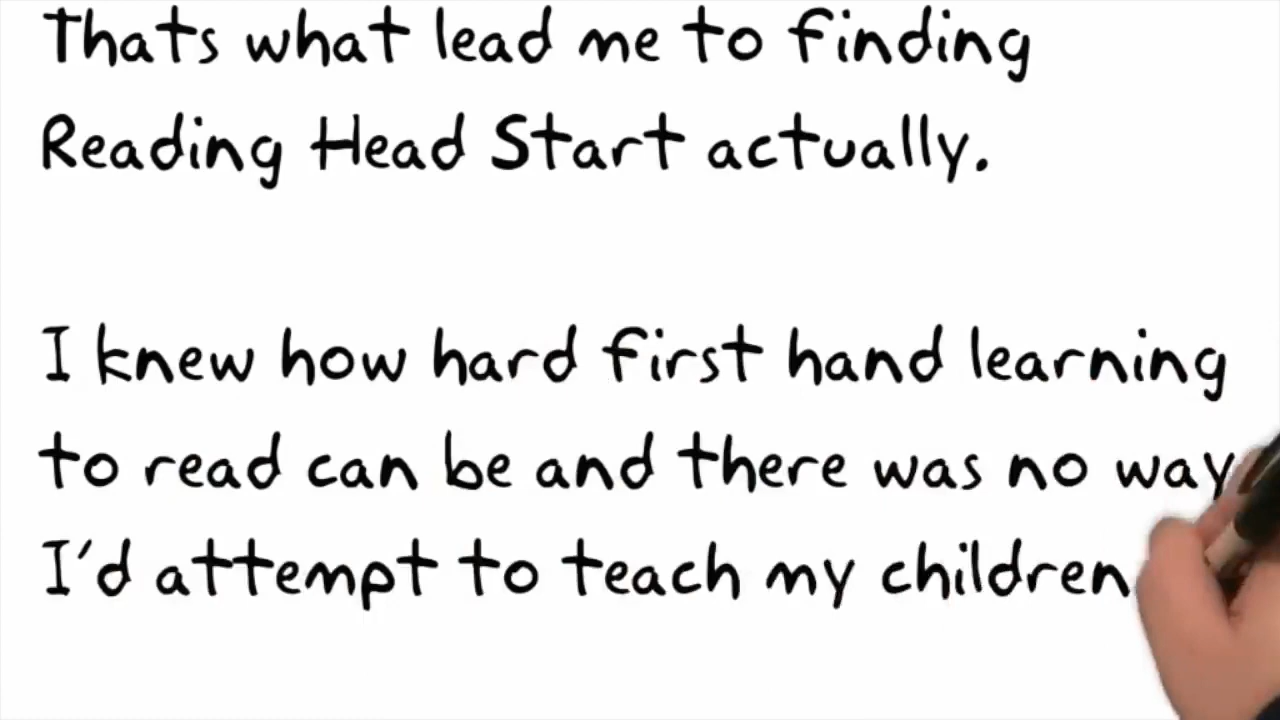 Thats what lead me to finding
Reading Head Start actually.
I knew how hard first hand learning
to read can be and there was no way
I'd attempt to teach my children